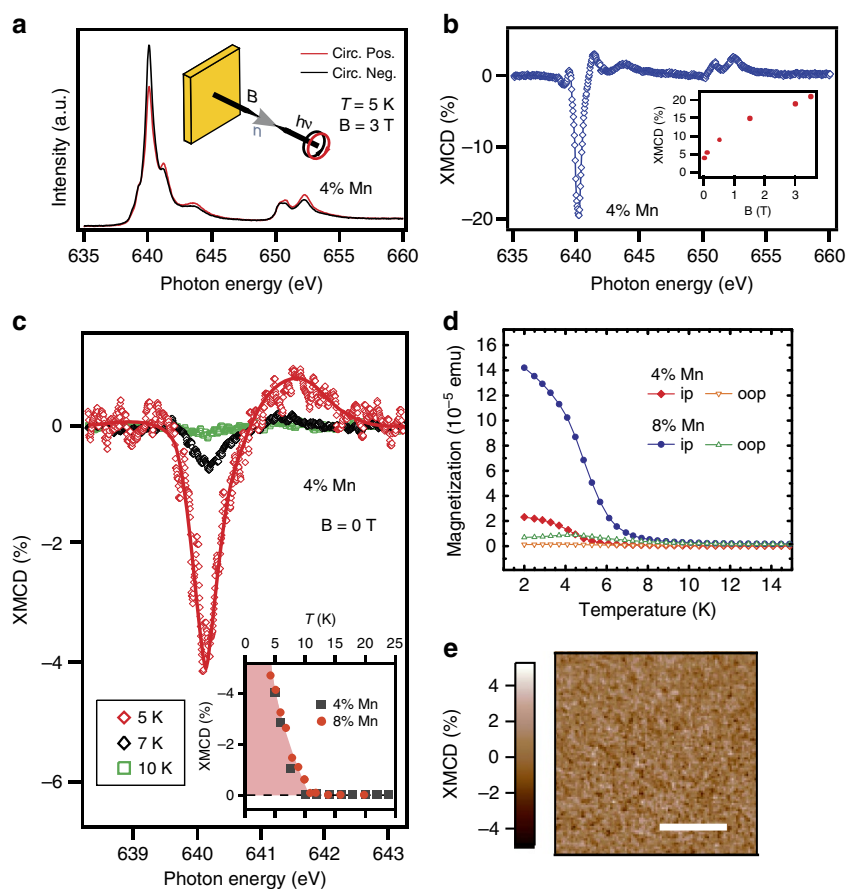 a
Intensity (a.u.)
Circ. Pos.
Circ. Neg.
B
n
hν
T = 5 K
B = 3 T
4% Mn
635 640 645 650 655 660
Photon energy (eV)
b
XMCD (%)
0
−10
−20
4% Mn
XMCD (%)
20
15
10
5
0
0 1 2 3
B (T)
635 640 645 650 655 660
Photon energy (eV)
c
XMCD (%)
0
−2
−4
−6
4% Mn
B = 0 T
5 K
7 K
10 K
T (K)
0 5 10 15 20 24
XMCD (%)
−4
−2
0
4% Mn
8% Mn
639 640 641 642 643
Photon energy (eV)
d
Magnetization (10⁻⁵ emu)
16
14
12
10
8
6
4
2
0
4% Mn
ip oop
8% Mn
ip oop
2 4 6 8 10 12 14
Temperature (K)
e
XMCD (%)
4
2
0
−2
−4